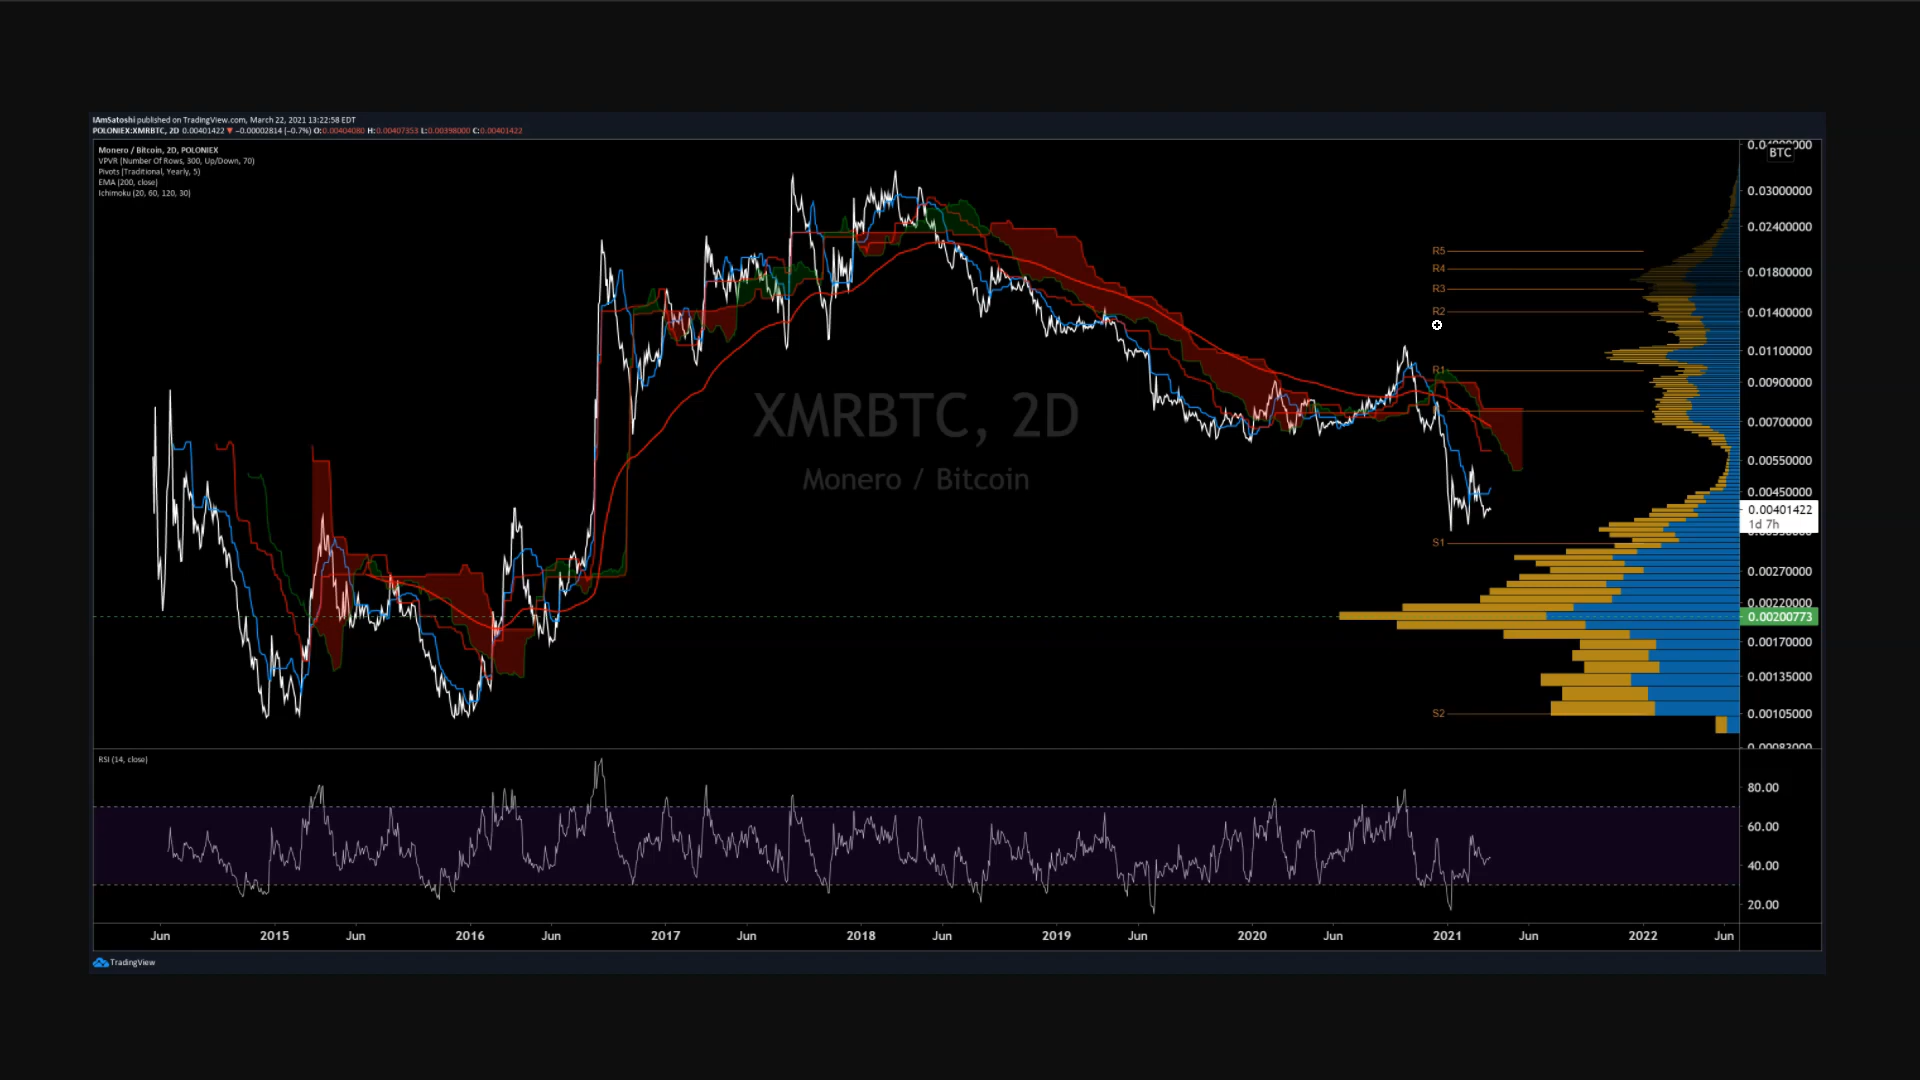 IAmSatoshi published on TradingView.com, March 22, 2021 13:22:58 EDT
POLONIEX:XMRBTC, 2D 0.00401422 ▼ −0.00002814 (−0.7%) O:0.00404080 H:0.00407353 L:0.00398000 C:0.00401422
Monero / Bitcoin, 2D, POLONIEX
VPVR (Number Of Rows, 300, Up/Down, 70)
Pivots (Traditional, Yearly, 5)
EMA (200, close)
Ichimoku (20, 60, 120, 30)
BTC
0.03000000
0.02400000
R5
R4
0.01800000
R3
R2
0.01400000
0.01100000
R1
0.00900000
XMRBTC, 2D
0.00700000
0.00550000
Monero / Bitcoin
0.00450000
0.00401422
1d 7h
S1
0.00270000
0.00220000
0.00200773
0.00170000
0.00135000
S2
0.00105000
RSI (14, close)
80.00
60.00
40.00
20.00
Jun 2015 Jun 2016 Jun 2017 Jun 2018 Jun 2019 Jun 2020 Jun 2021 Jun 2022 Jun
TradingView